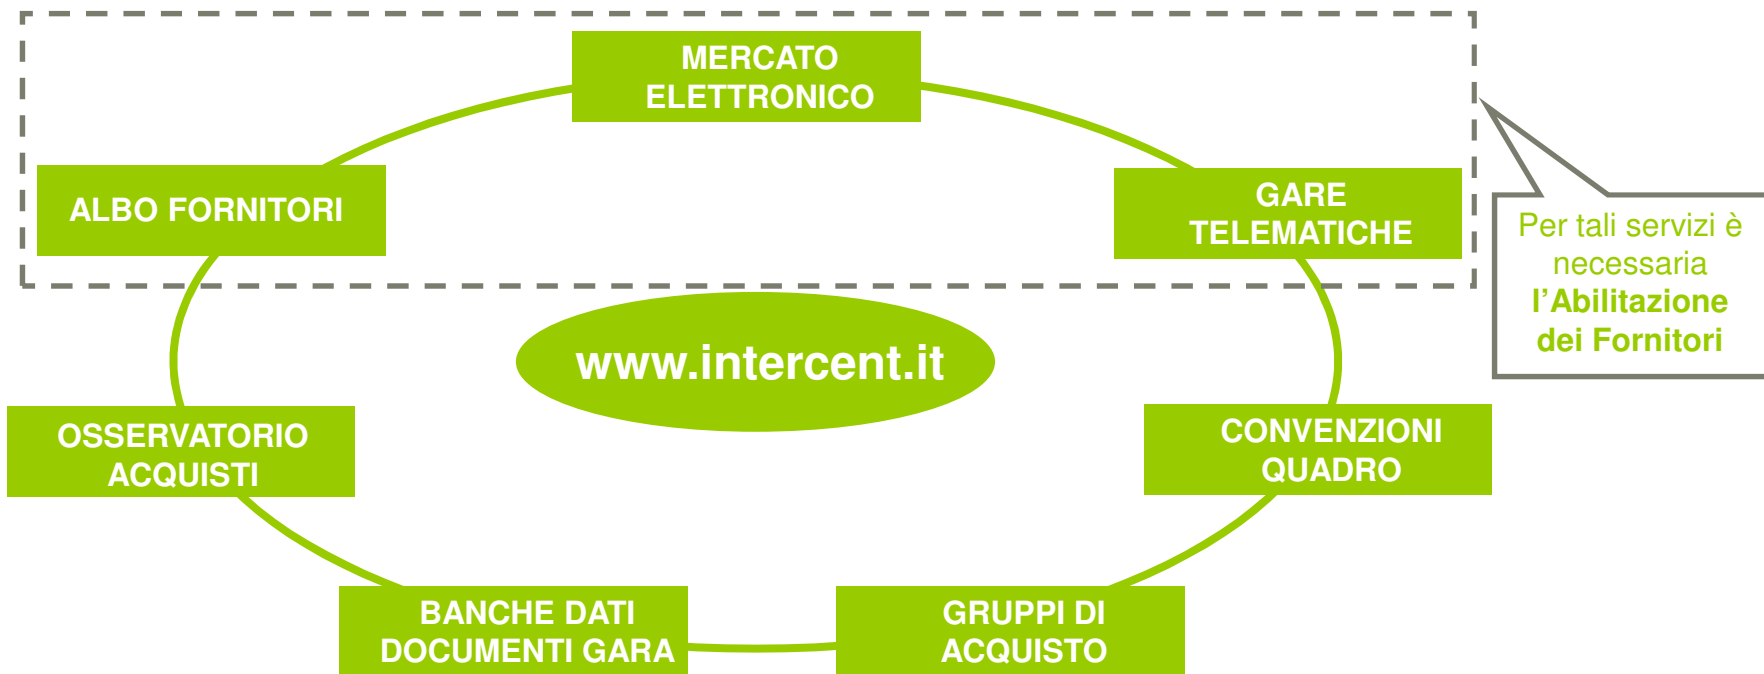 MERCATO
ELETTRONICO
ALBO FORNITORI
GARE
TELEMATICHE
Per tali servizi è
necessaria
l’Abilitazione
dei Fornitori
www.intercent.it
OSSERVATORIO
ACQUISTI
CONVENZIONI
QUADRO
BANCHE DATI
DOCUMENTI GARA
GRUPPI DI
ACQUISTO